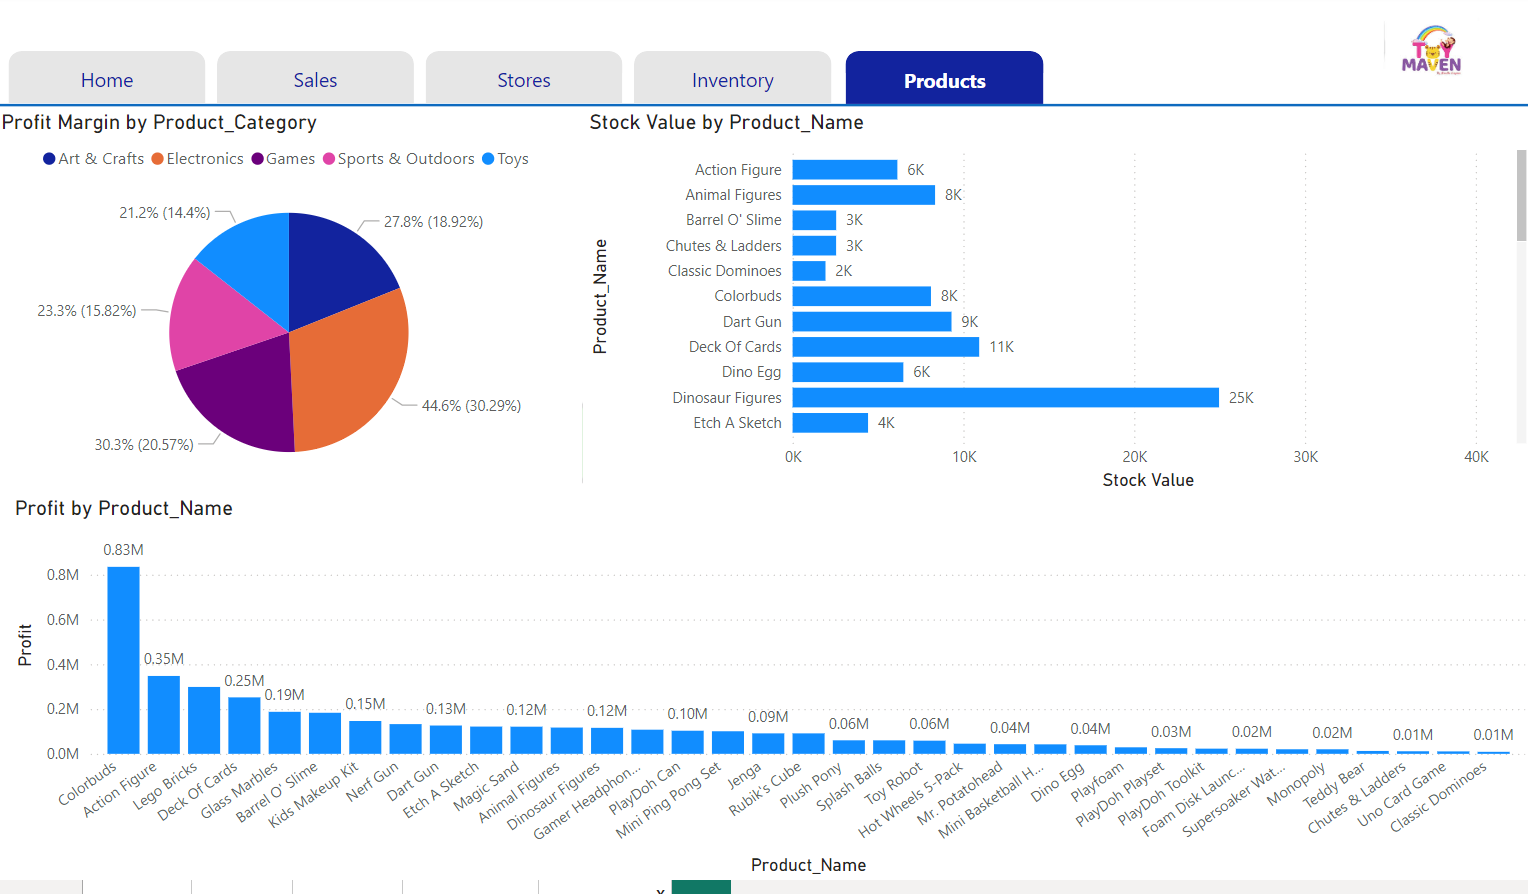 TOY
MAVEN
Home
Sales
Stores
Inventory
Products
Profit Margin by Product_Category
Art & Crafts
Electronics
Games
Sports & Outdoors
Toys
21.2% (14.4%)
27.8% (18.92%)
23.3% (15.82%)
44.6% (30.29%)
30.3% (20.57%)
Stock Value by Product_Name
Product_Name
Action Figure 6K
Animal Figures 8K
Barrel O' Slime 3K
Chutes & Ladders 3K
Classic Dominoes 2K
Colorbuds 8K
Dart Gun 9K
Deck Of Cards 11K
Dino Egg 6K
Dinosaur Figures 25K
Etch A Sketch 4K
0K 10K 20K 30K 40K
Stock Value
Profit by Product_Name
Profit
0.8M
0.6M
0.4M
0.2M
0.0M
0.83M
0.35M
0.25M
0.19M
0.15M
0.13M
0.12M
0.12M
0.10M
0.09M
0.06M
0.06M
0.04M
0.04M
0.03M
0.02M
0.02M
0.01M
0.01M
Colorbuds
Action Figure
Lego Bricks
Deck Of Cards
Glass Marbles
Barrel O' Slime
Kids Makeup Kit
Nerf Gun
Dart Gun
Etch A Sketch
Magic Sand
Animal Figures
Dinosaur Figures
Gamer Headphon...
PlayDoh Can
Mini Ping Pong Set
Jenga
Rubik's Cube
Plush Pony
Splash Balls
Toy Robot
Hot Wheels 5-Pack
Mr. Potatohead
Mini Basketball H...
Dino Egg
Playfoam
PlayDoh Playset
PlayDoh Toolkit
Foam Disk Launc...
Supersoaker Wat...
Monopoly
Teddy Bear
Chutes & Ladders
Uno Card Game
Classic Dominoes
Product_Name